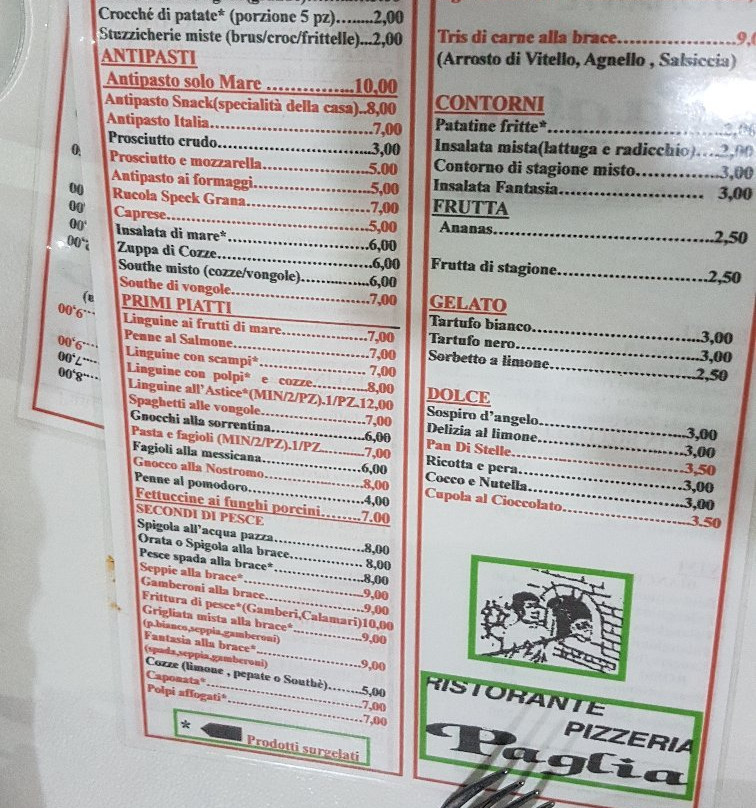 Crocché di patate* (porzione 5 pz)........2,00
Stuzzicherie miste (brus/croc/frittelle)...2,00
ANTIPASTI
Antipasto solo Mare ...............10,00
Antipasto Snack(specialità della casa)..8,00
Antipasto Italia..............................7,00
Prosciutto crudo...........................3,00
Prosciutto e mozzarella...................5.00
Antipasto ai formaggi.....................5,00
Rucola Speck Grana......................7,00
Caprese.....................................5,00
Insalata di mare*..........................6,00
Zuppa di Cozze............................6,00
Southe misto (cozze/vongole)..............6,00
Southe di vongole.........................7,00
PRIMI PIATTI
Linguine ai frutti di mare................7,00
Penne al Salmone..........................7,00
Linguine con scampi*..................... 7,00
Linguine con polpi* e cozze..........8,00
Linguine all'Astice*(MIN/2/PZ).1/PZ.12,00
Spaghetti alle vongole....................7,00
Gnocchi alla sorrentina..................6,00
Pasta e fagioli (MIN/2/PZ).1/PZ..........7,00
Fagioli alla messicana....................6,00
Gnocco alla Nostromo...................8,00
Penne al pomodoro.......................4,00
Fettuccine ai funghi porcini........7.00
SECONDI DI PESCE
Spigola all'acqua pazza..................8,00
Orata o Spigola alla brace............... 8,00
Pesce spada alla brace*..................8,00
Seppie alla brace*........................9,00
Gamberoni alla brace....................9,00
Frittura di pesce*(Gamberi,Calamari)10,00
Grigliata mista alla brace*...............9,00
(p.bianco,seppia,gamberoni)
Fantasia alla brace*......................9,00
(spada,seppia,gamberoni)
Cozze (limone , pepate o Southè)........5,00
Caponata*................................7,00
Polpi affogati*...........................7,00
* Prodotti surgelati
Tris di carne alla brace...................9,
(Arrosto di Vitello, Agnello , Salsiccia)
CONTORNI
Patatine fritte*...........................
Insalata mista(lattuga e radicchio)....2,00
Contorno di stagione misto..............3,00
Insalata Fantasia........................ 3,00
FRUTTA
Ananas....................................2,50
Frutta di stagione.........................2,50
GELATO
Tartufo bianco...........................3,00
Tartufo nero..............................3,00
Sorbetto a limone........................2,50
DOLCE
Sospiro d'angelo.........................3,00
Delizia al limone.........................3,00
Pan Di Stelle.............................3,50
Ricotta e pera............................3,00
Cocco e Nutella..........................3,00
Cupola al Cioccolato.....................3.50
RISTORANTE
PIZZERIA
Paglia